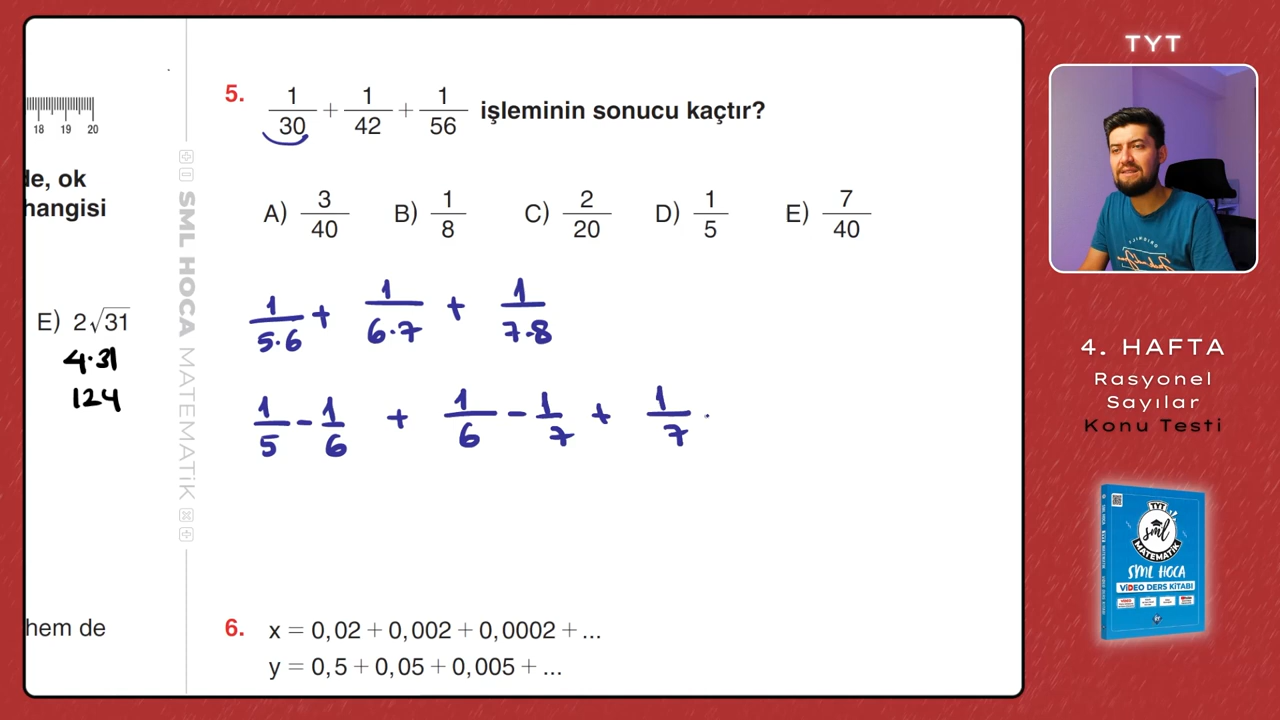 18 19 20
de, ok
hangisi
E) 2√31
4·31
124
SML HOCA MATEMATİK
5. 1/30 + 1/42 + 1/56 işleminin sonucu kaçtır?
A) 3/40 B) 1/8 C) 2/20 D) 1/5 E) 7/40
1/5·6 + 1/6·7 + 1/7·8
1/5 - 1/6 + 1/6 - 1/7 + 1/7
hem de
6. x = 0,02 + 0,002 + 0,0002 + ...
y = 0,5 + 0,05 + 0,005 + ...
TYT
4. HAFTA
Rasyonel
Sayılar
Konu Testi
TYT
sml
MATEMATİK
SML HOCA
VİDEO DERS KİTABI